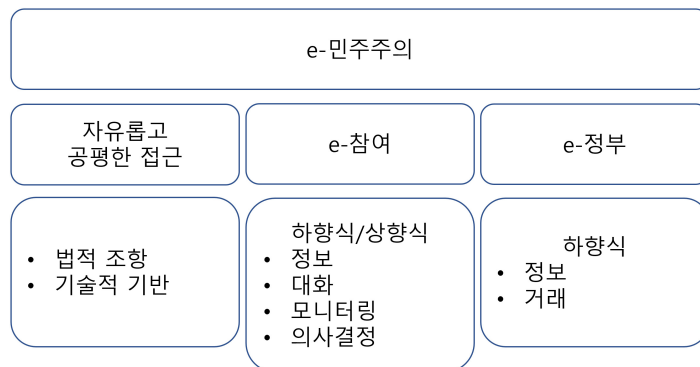 e-민주주의
자유롭고
공평한 접근
e-참여
e-정부
• 법적 조항
• 기술적 기반
하향식/상향식
• 정보
• 대화
• 모니터링
• 의사결정
하향식
• 정보
• 거래